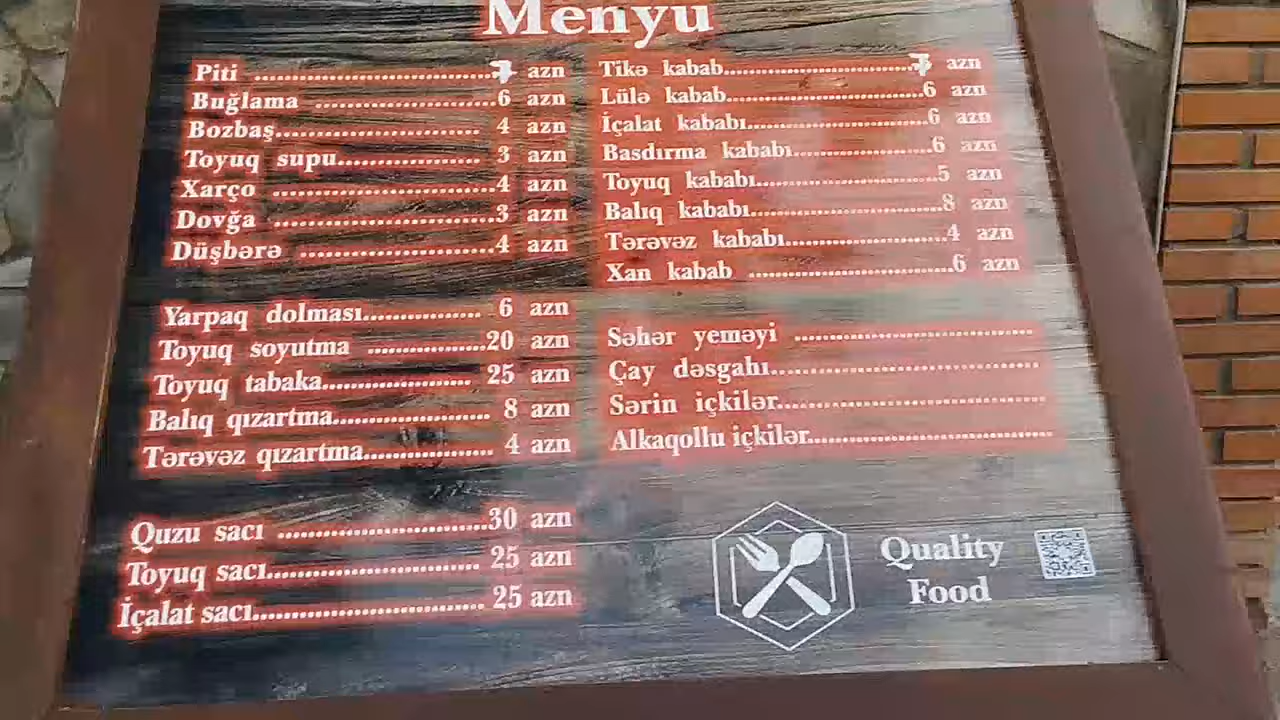 Menyu
Piti ..............................7 azn
Buğlama ........................6 azn
Bozbaş........................... 4 azn
Toyuq supu................... 3 azn
Xarço .............................4 azn
Dovğa .............................3 azn
Düşbərə .........................4 azn
Yarpaq dolması............... 6 azn
Toyuq soyutma ...............20 azn
Toyuq tabaka................... 25 azn
Balıq qızartma.................... 8 azn
Tərəvəz qızartma................ 4 azn
Quzu sacı ..........................30 azn
Toyuq sacı.......................... 25 azn
İçalat sacı........................... 25 azn
Tikə kabab.........................7 azn
Lülə kabab.........................6 azn
İçalat kababı.......................6 azn
Basdırma kababı.................6 azn
Toyuq kababı.......................5 azn
Balıq kababı........................8 azn
Tərəvəz kababı....................4 azn
Xan kabab .........................6 azn
Səhər yeməyi ..............................
Çay dəsgahı.................................
Sərin içkilər.................................
Alkaqollu içkilər..............................
Quality
Food